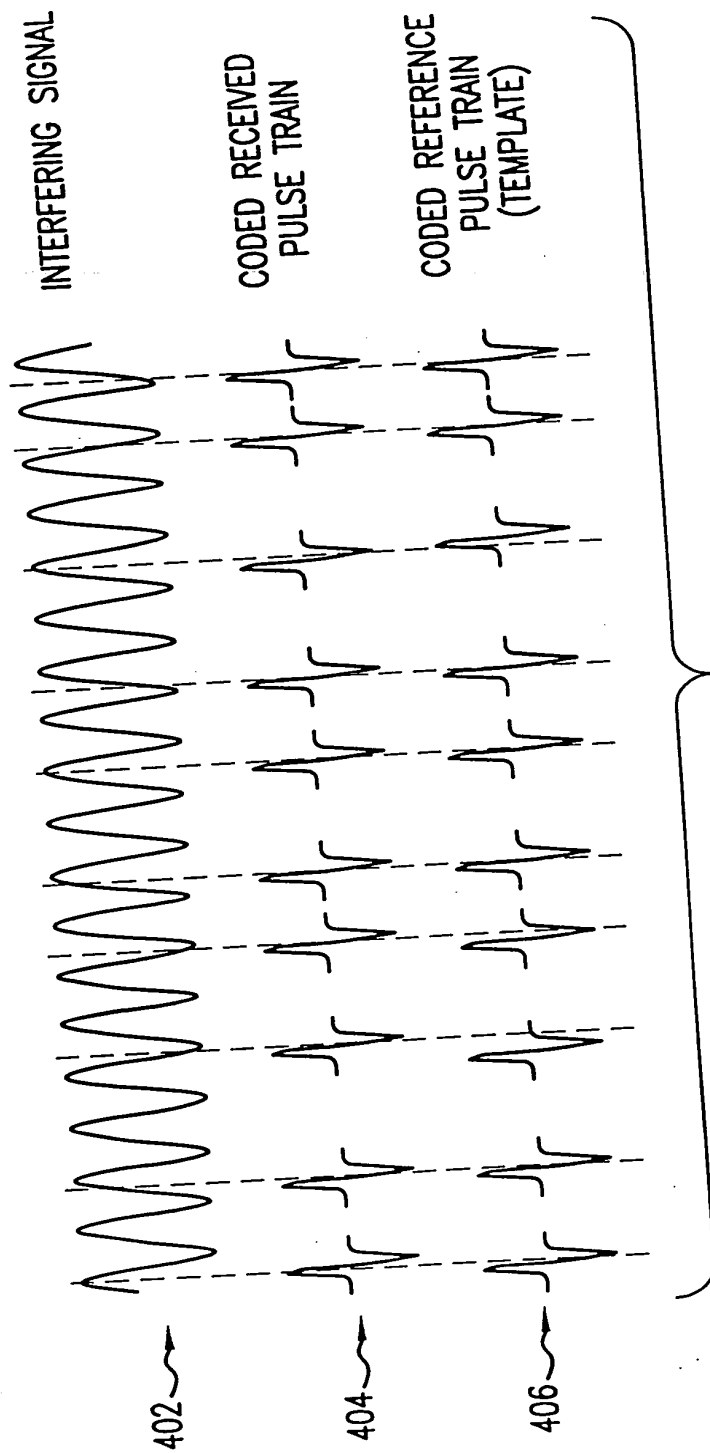 INTERFERING SIGNAL
CODED RECEIVED
PULSE TRAIN
CODED REFERENCE
PULSE TRAIN
(TEMPLATE)
402
404
406